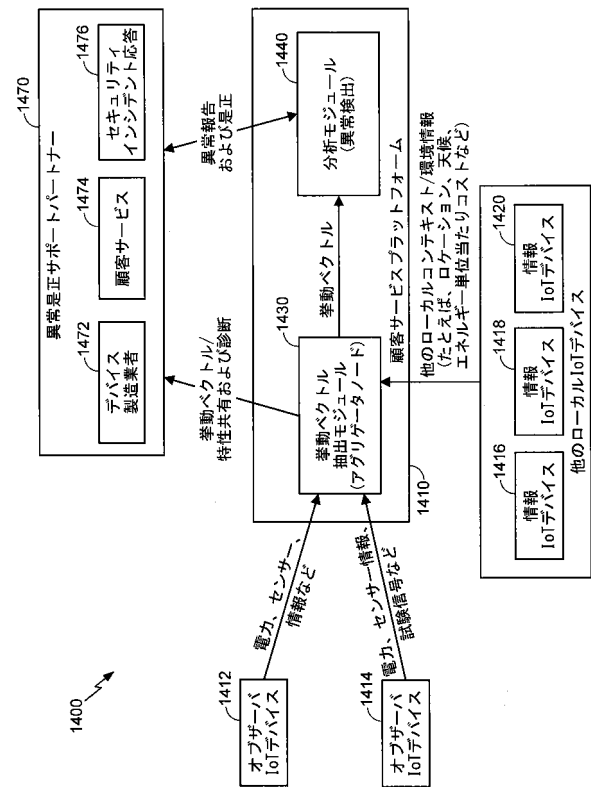 1400
1470
異常是正サポートパートナー
1472
デバイス
製造業者
1474
顧客サービス
1476
セキュリティ
インシデント応答
挙動ベクトル/
特性共有および診断
異常報告
および是正
1412
オブザーバ
IoTデバイス
電力、センサー、
情報など
1414
オブザーバ
IoTデバイス
電力、センサー情報、
試験信号など
1410
1430
挙動ベクトル
抽出モジュール
(アグリゲータノード)
挙動ベクトル
1440
分析モジュール
(異常検出)
顧客サービスプラットフォーム
他のローカルコンテキスト/環境情報
(たとえば、ロケーション、天候、
エネルギー単位当たりコストなど)
1416
情報
IoTデバイス
1418
情報
IoTデバイス
1420
情報
IoTデバイス
他のローカルIoTデバイス